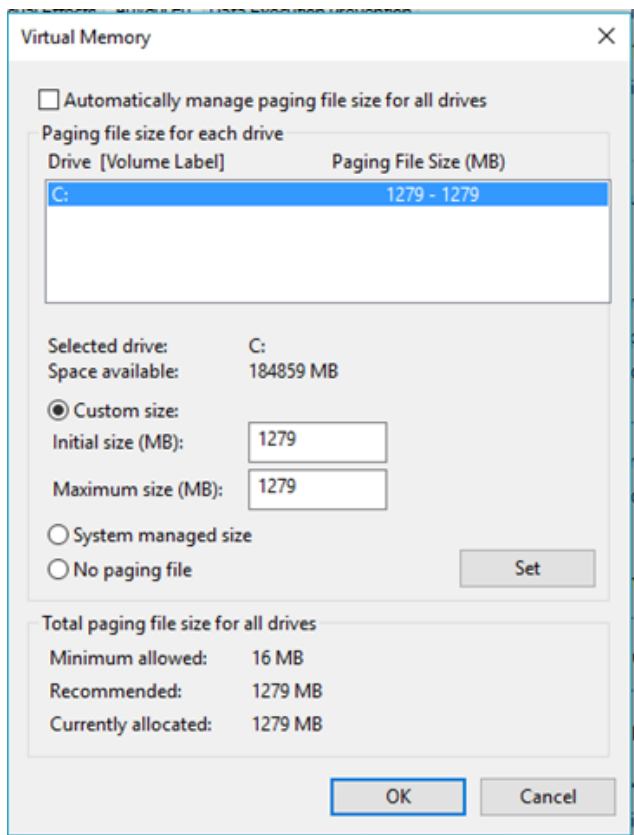 Virtual Memory
Automatically manage paging file size for all drives
Paging file size for each drive
Drive [Volume Label] Paging File Size (MB)
C: 1279 - 1279
Selected drive: C:
Space available: 184859 MB
Custom size:
Initial size (MB): 1279
Maximum size (MB): 1279
System managed size
No paging file Set
Total paging file size for all drives
Minimum allowed: 16 MB
Recommended: 1279 MB
Currently allocated: 1279 MB
OK Cancel